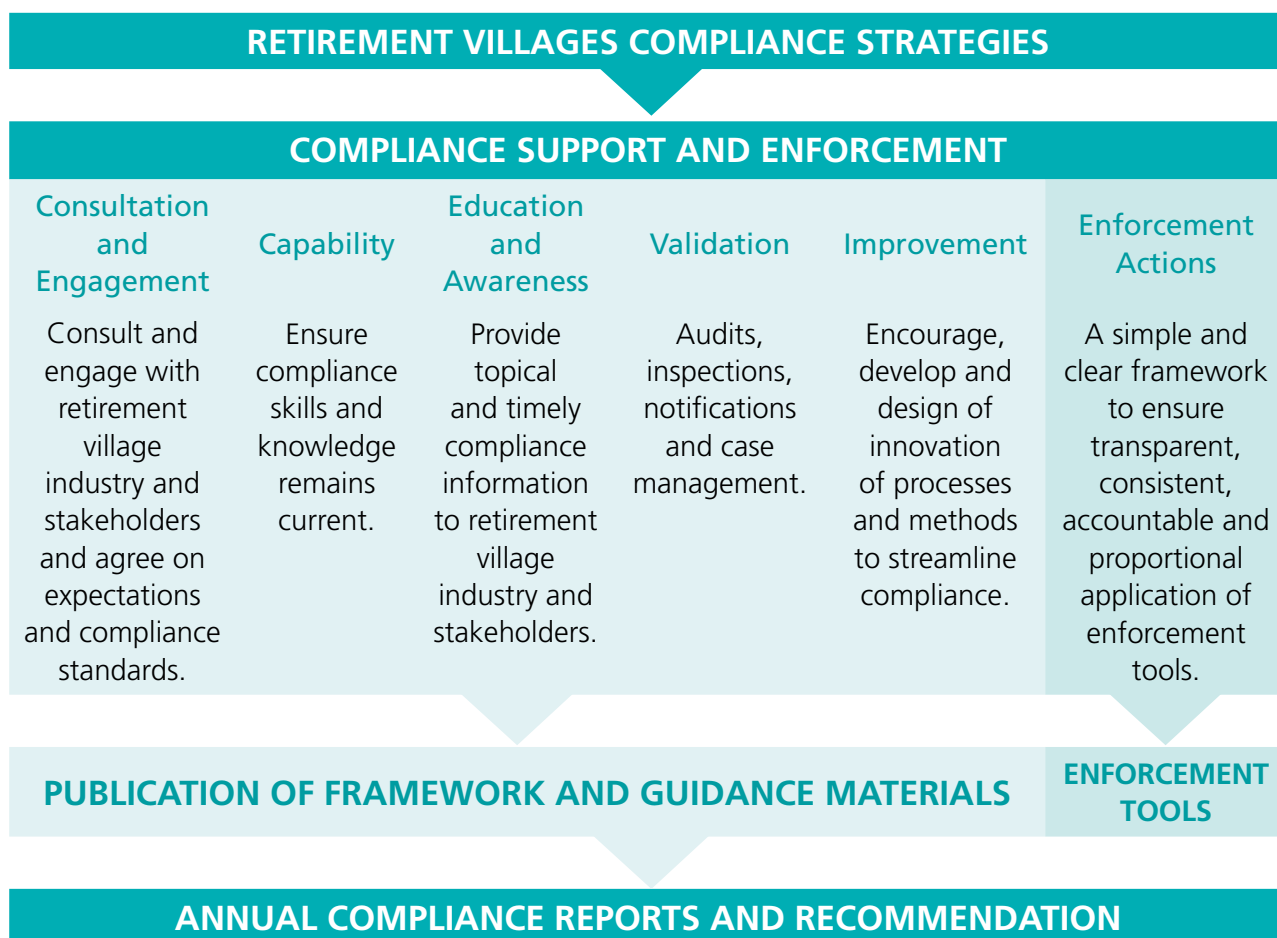 RETIREMENT VILLAGES COMPLIANCE STRATEGIES
COMPLIANCE SUPPORT AND ENFORCEMENT
Consultation
and
Engagement
Consult and
engage with
retirement
village
industry and
stakeholders
and agree on
expectations
and compliance
standards.
Capability
Ensure
compliance
skills and
knowledge
remains
current.
Education
and
Awareness
Provide
topical
and timely
compliance
information
to retirement
village
industry and
stakeholders.
Validation
Audits,
inspections,
notifications
and case
management.
Improvement
Encourage,
develop and
design of
innovation
of processes
and methods
to streamline
compliance.
Enforcement
Actions
A simple and
clear framework
to ensure
transparent,
consistent,
accountable and
proportional
application of
enforcement
tools.
PUBLICATION OF FRAMEWORK AND GUIDANCE MATERIALS
ENFORCEMENT
TOOLS
ANNUAL COMPLIANCE REPORTS AND RECOMMENDATION